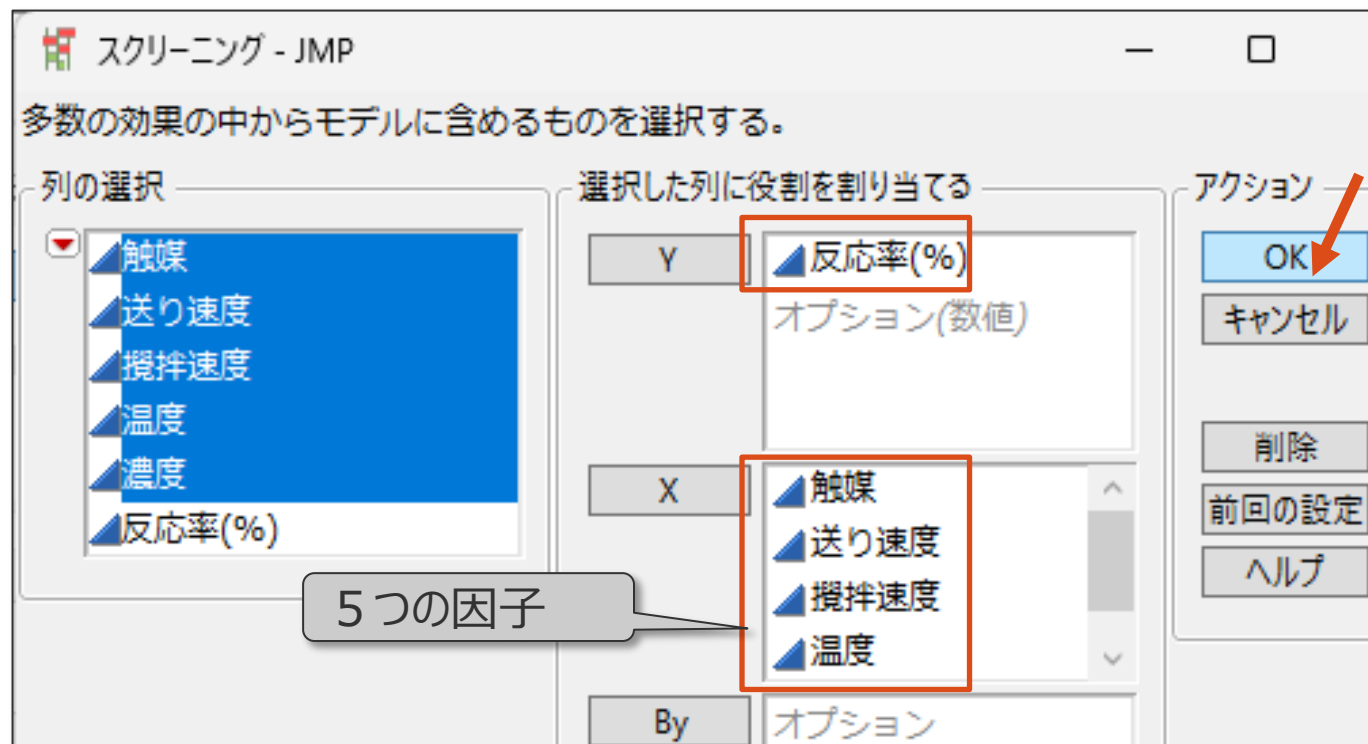 スクリーニング - JMP
多数の効果の中からモデルに含めるものを選択する。
列の選択
触媒
送り速度
攪拌速度
温度
濃度
反応率(%)
選択した列に役割を割り当てる
Y
反応率(%)
オプション(数値)
X
触媒
送り速度
攪拌速度
温度
By
オプション
アクション
OK
キャンセル
削除
前回の設定
ヘルプ
５つの因子